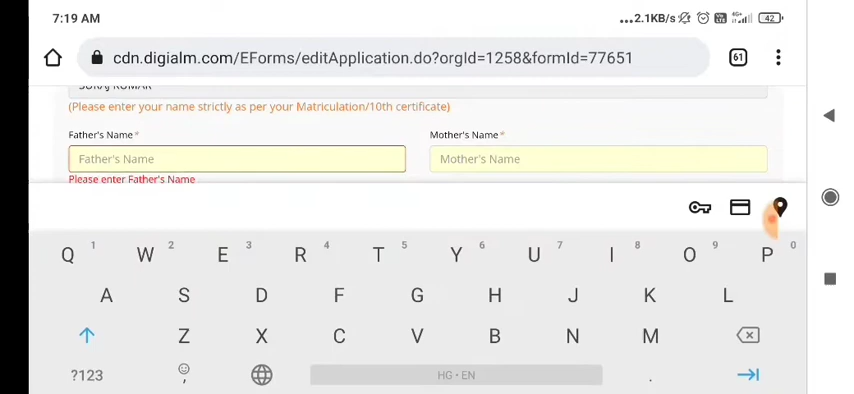 7:19 AM
...2.1KB/s 4G+ 42
cdn.digialm.com/EForms/editApplication.do?orgId=1258&formId=77651
61
SURAJ KUMAR
(Please enter your name strictly as per your Matriculation/10th certificate)
Father's Name* Mother's Name*
Father's Name Mother's Name
Please enter Father's Name
Q 1 W 2 E 3 R 4 T 5 Y 6 U 7 I 8 O 9 P 0
A S D F G H J K L
Z X C V B N M
?123 , HG • EN .